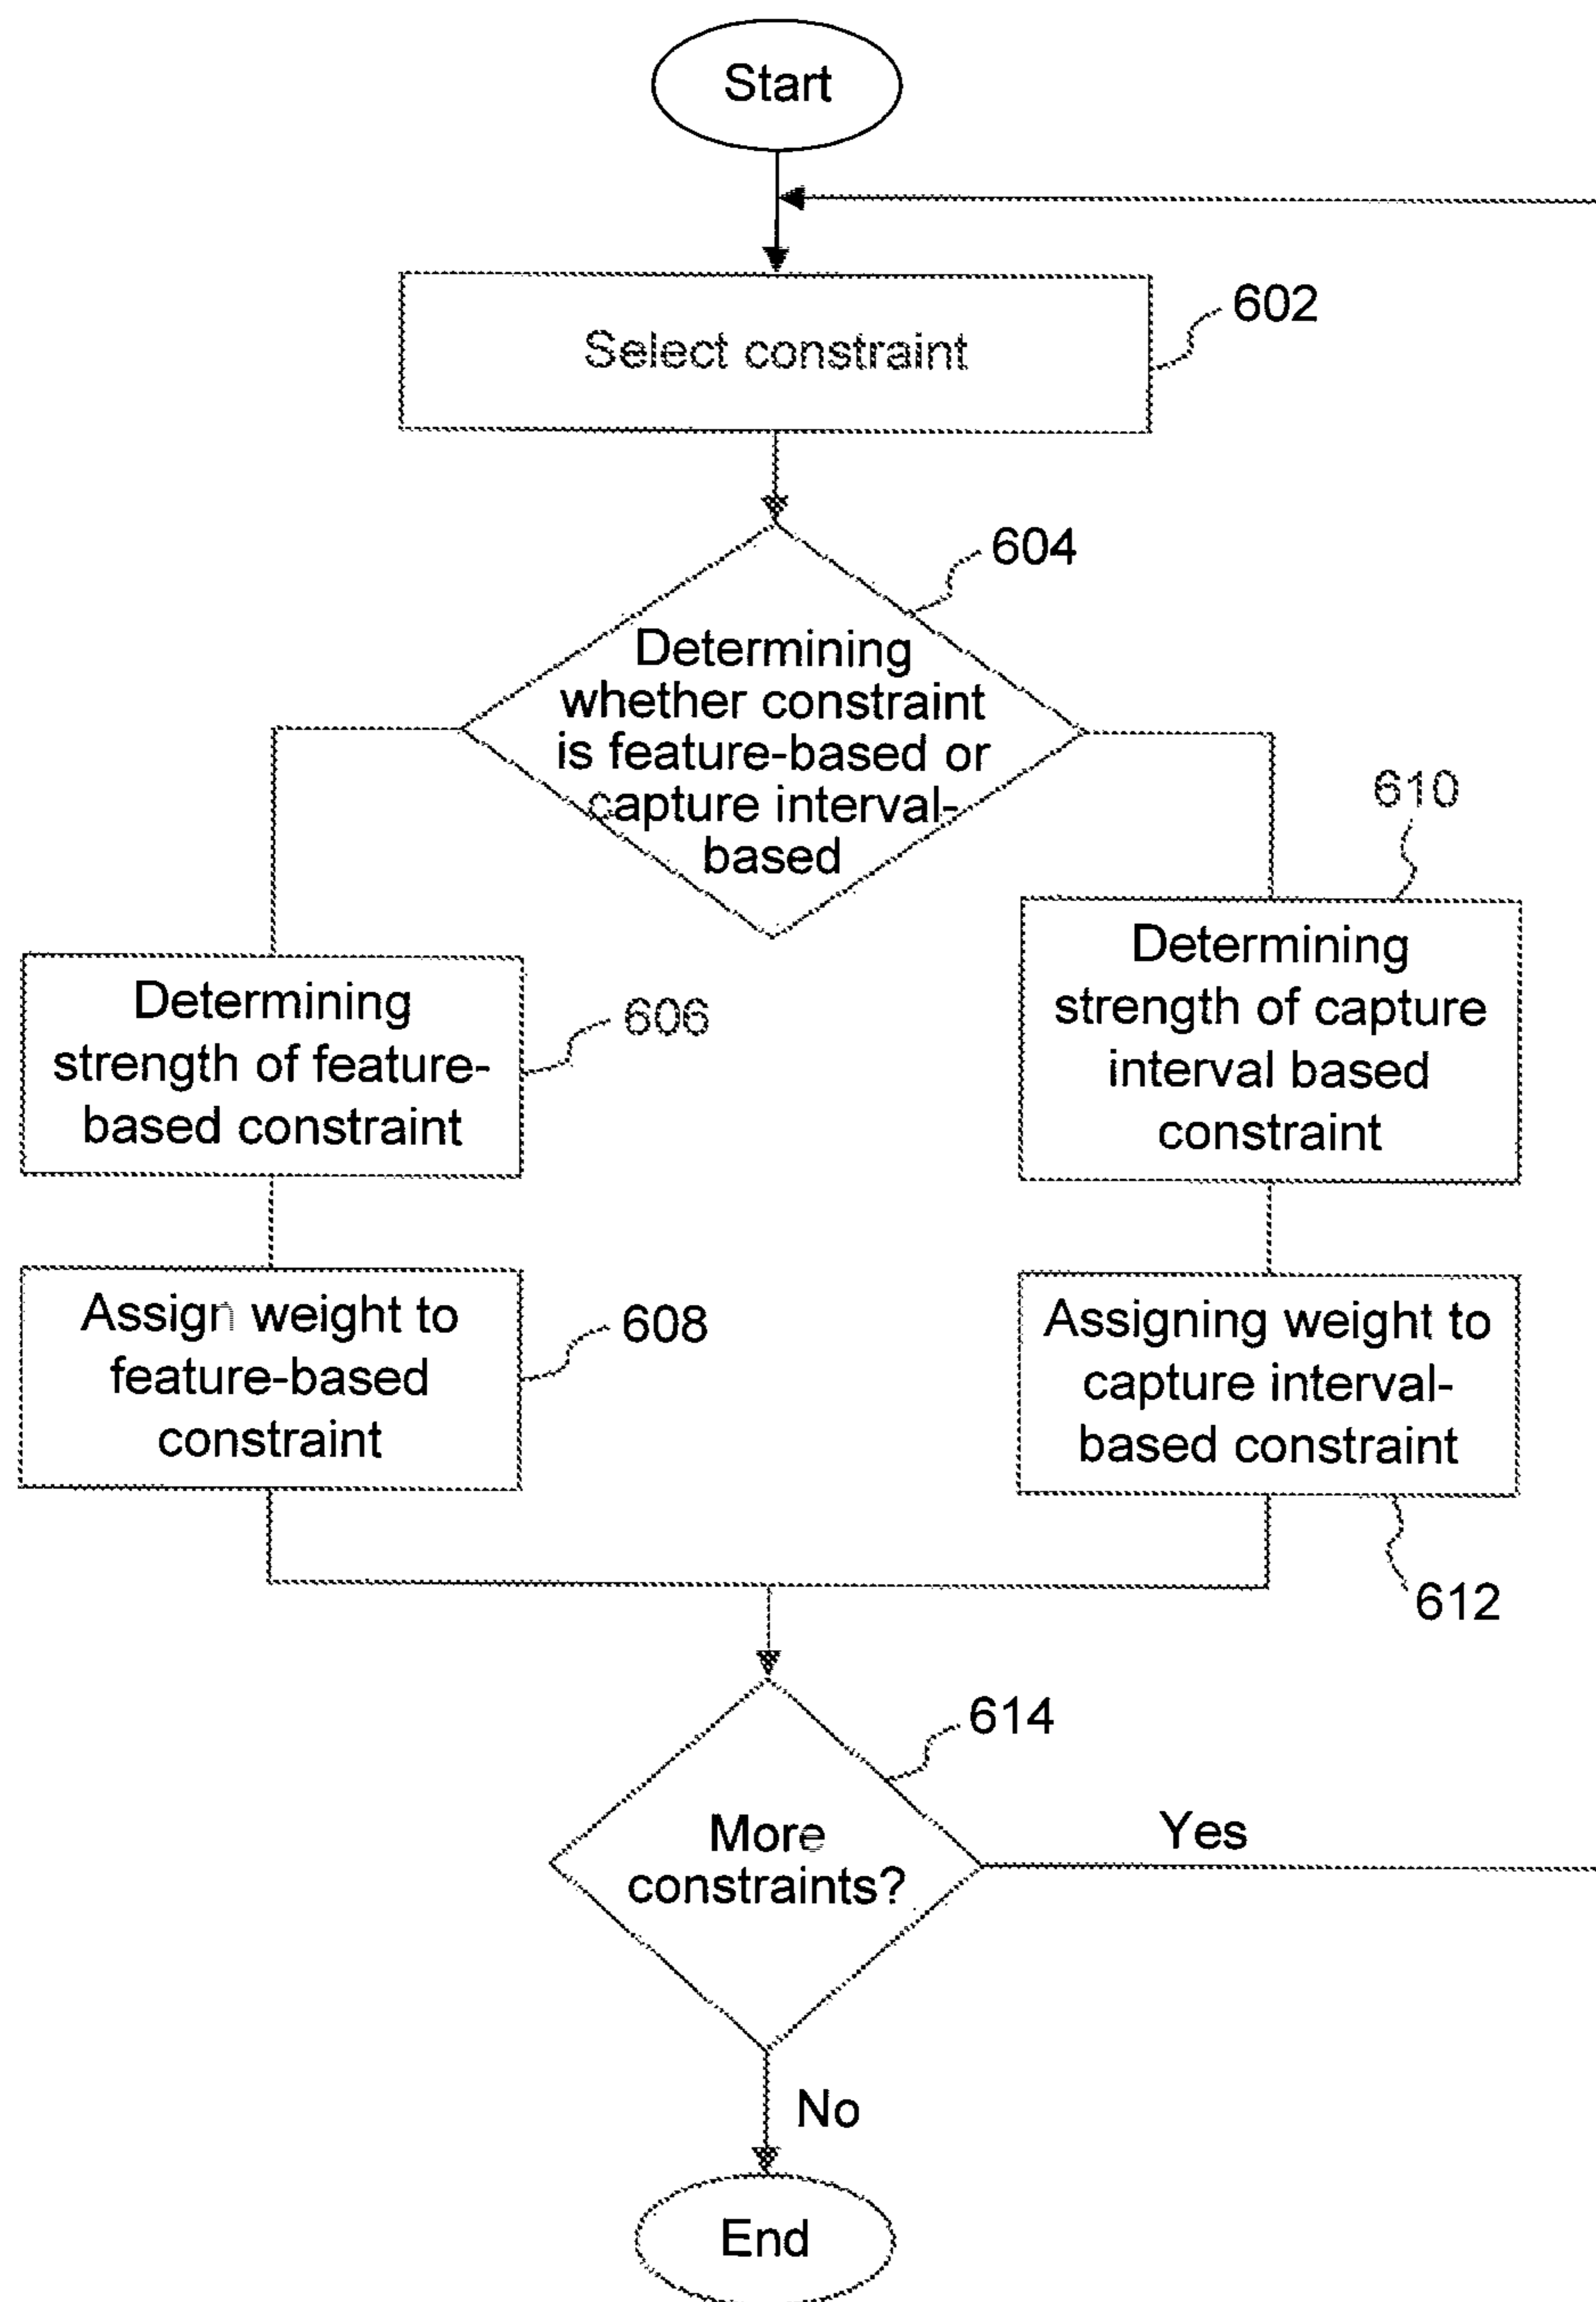 Start
602
Select constraint
604
Determining
whether constraint
is feature-based or
capture interval-
based
610
Determining
strength of capture
interval based
constraint
Determining
strength of feature-
based constraint
606
Assign weight to
feature-based
constraint
608
Assigning weight to
capture interval-
based constraint
612
614
More
constraints?
Yes
No
End